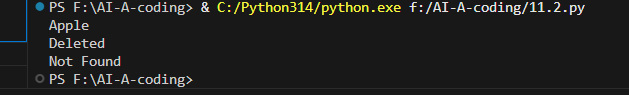 PS F:\AI-A-coding> & C:/Python314/python.exe f:/AI-A-coding/11.2.py
Apple
Deleted
Not Found
PS F:\AI-A-coding>